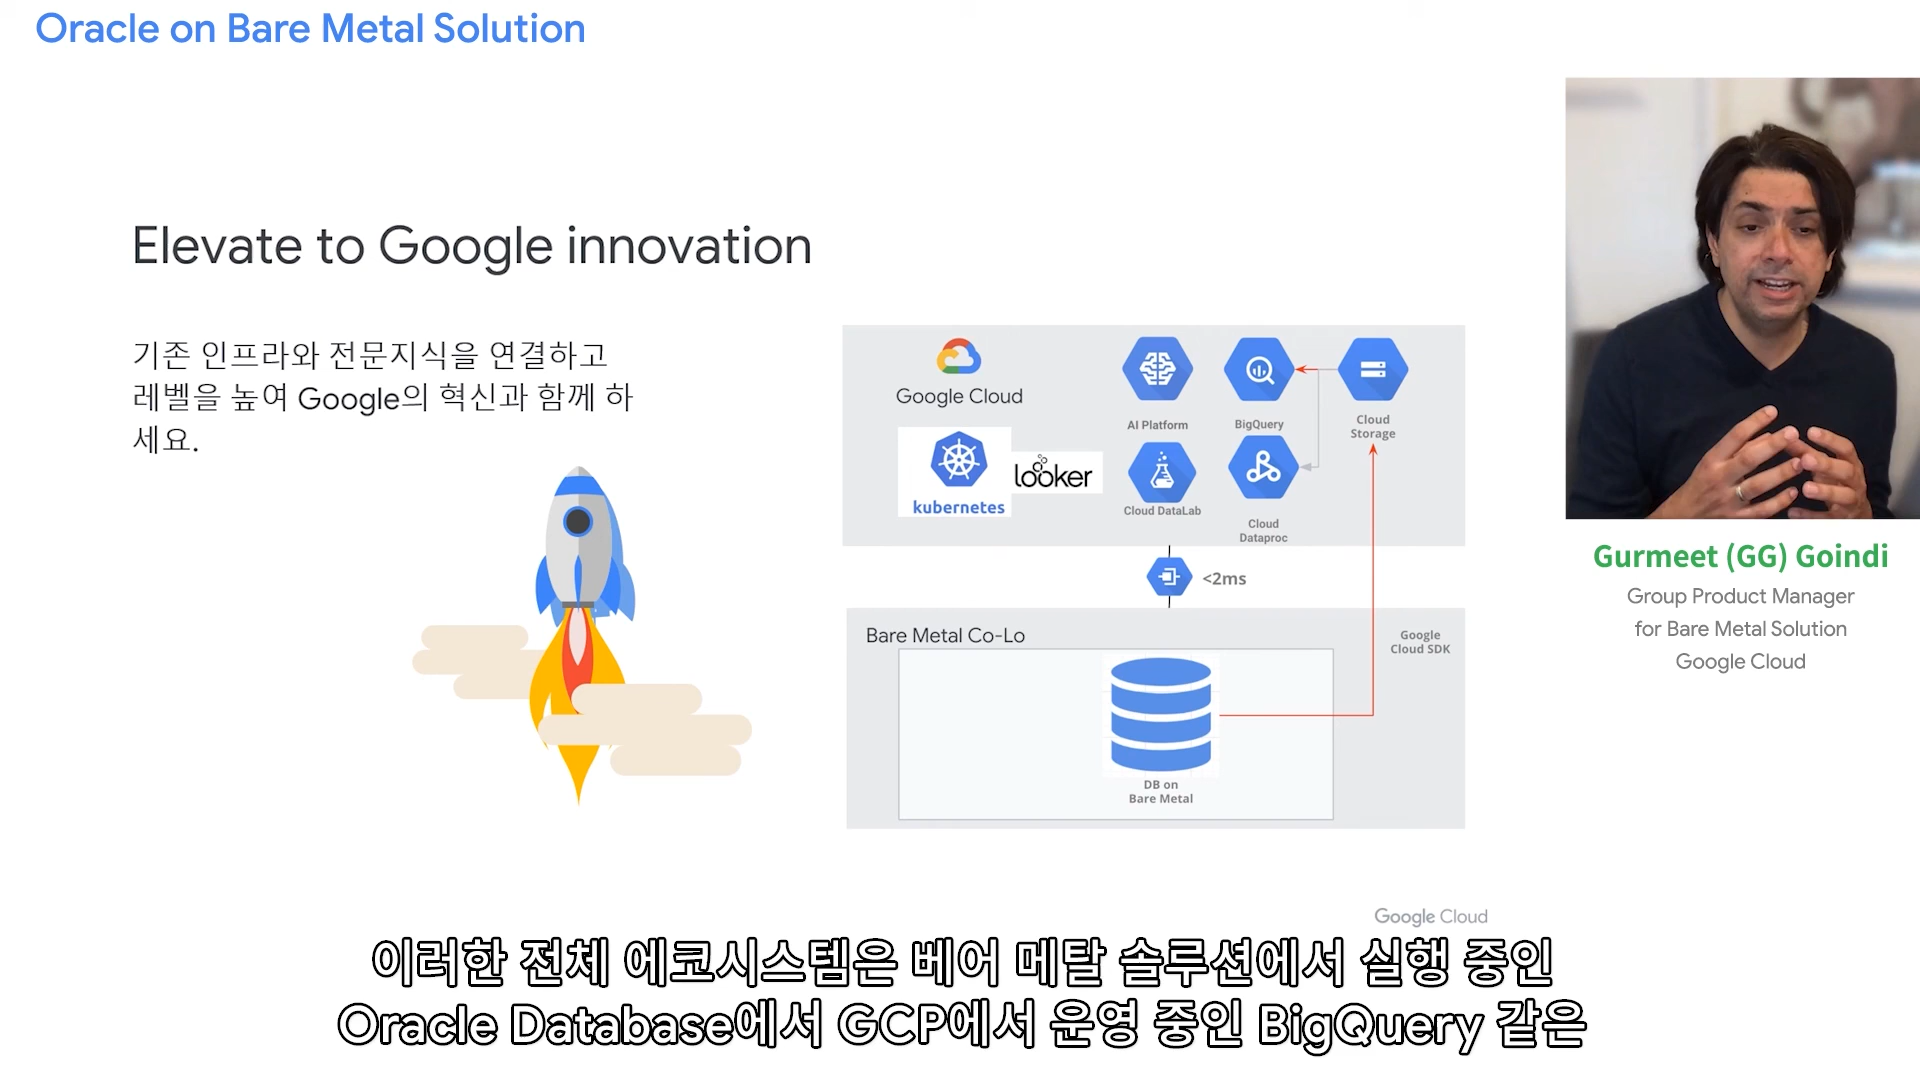 Oracle on Bare Metal Solution
Elevate to Google innovation
기존 인프라와 전문지식을 연결하고
레벨을 높여 Google의 혁신과 함께 하
세요.
Google Cloud
kubernetes
looker
AI Platform
BigQuery
Cloud
Storage
Cloud DataLab
Cloud
Dataproc
<2ms
Bare Metal Co-Lo
Google
Cloud SDK
DB on
Bare Metal
Gurmeet (GG) Goindi
Group Product Manager
for Bare Metal Solution
Google Cloud
Google Cloud
이러한 전체 에코시스템은 베어 메탈 솔루션에서 실행 중인
Oracle Database에서 GCP에서 운영 중인 BigQuery 같은